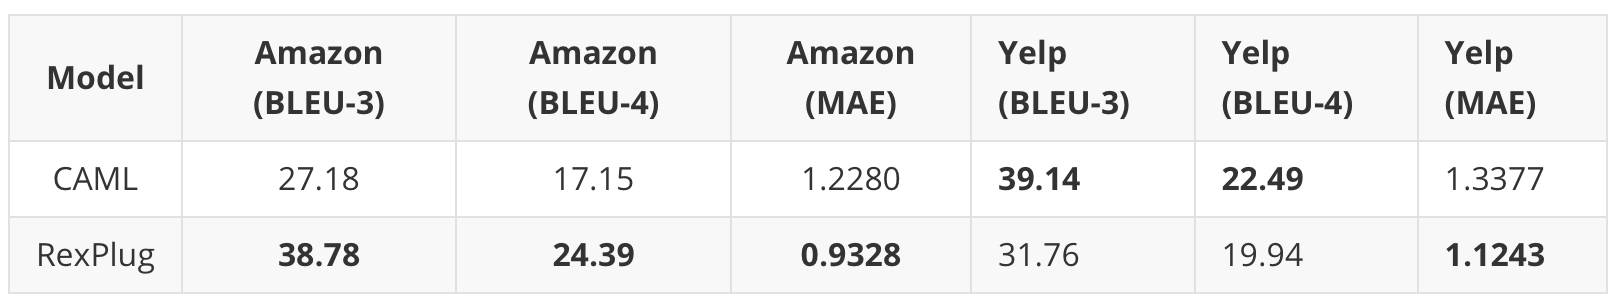 Model Amazon (BLEU-3) Amazon (BLEU-4) Amazon (MAE) Yelp (BLEU-3) Yelp (BLEU-4) Yelp (MAE)
CAML 27.18 17.15 1.2280 39.14 22.49 1.3377
RexPlug 38.78 24.39 0.9328 31.76 19.94 1.1243